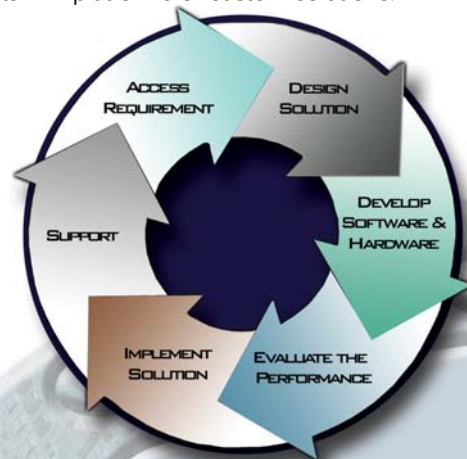 ACCESS
REQUIREMENT
DESIGN
SOLUTION
DEVELOP
SOFTWARE &
HARDWARE
EVALUATE THE
PERFORMANCE
IMPLEMENT
SOLUTION
SUPPORT